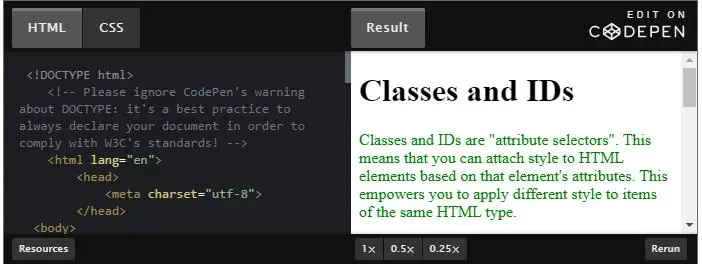 HTML
CSS
Result
EDIT ON
CODEPEN
<!DOCTYPE html>
<!-- Please ignore CodePen's warning
about DOCTYPE: it's a best practice to
always declare your document in order to
comply with W3C's standards! -->
<html lang="en">
<head>
<meta charset="utf-8">
</head>
<body>
Classes and IDs
Classes and IDs are "attribute selectors". This
means that you can attach style to HTML
elements based on that element's attributes. This
empowers you to apply different style to items
of the same HTML type.
Resources
1x
0.5x
0.25x
Rerun